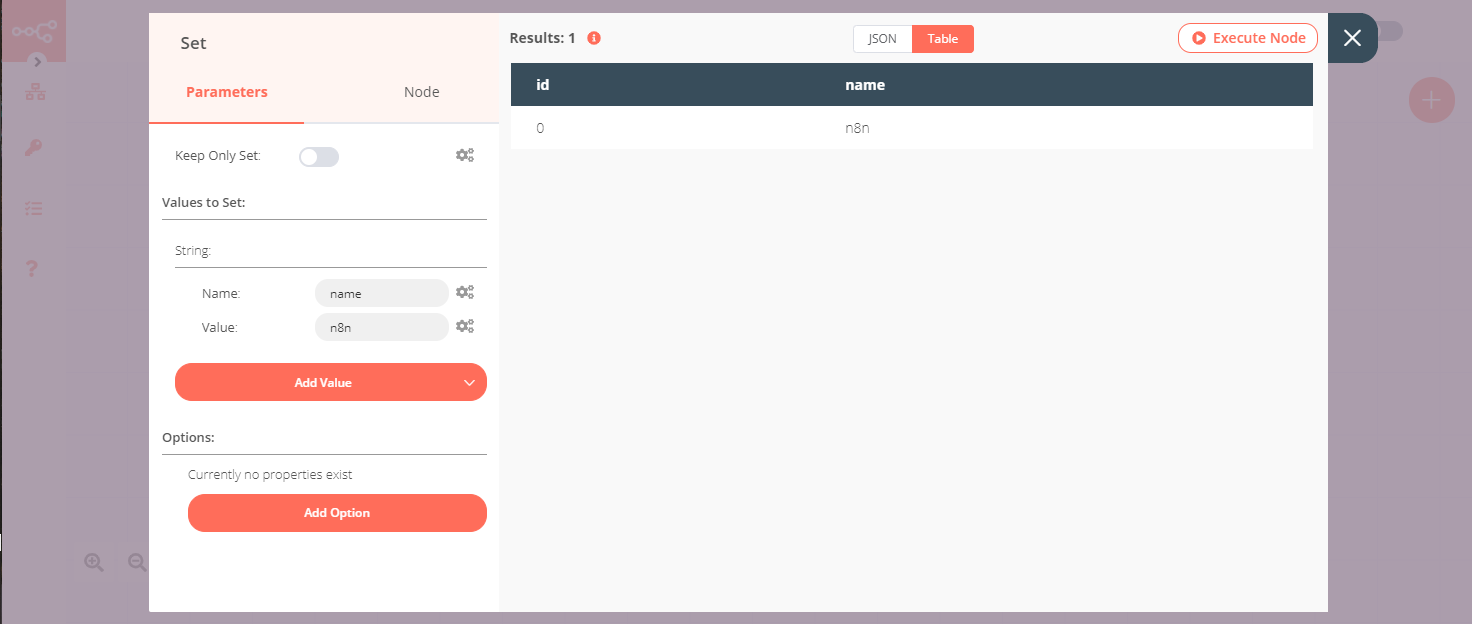 Set
Parameters Node
Keep Only Set:
Values to Set:
String:
Name: name
Value: n8n
Add Value
Options:
Currently no properties exist
Add Option
Results: 1
JSON Table
Execute Node
id name
0 n8n